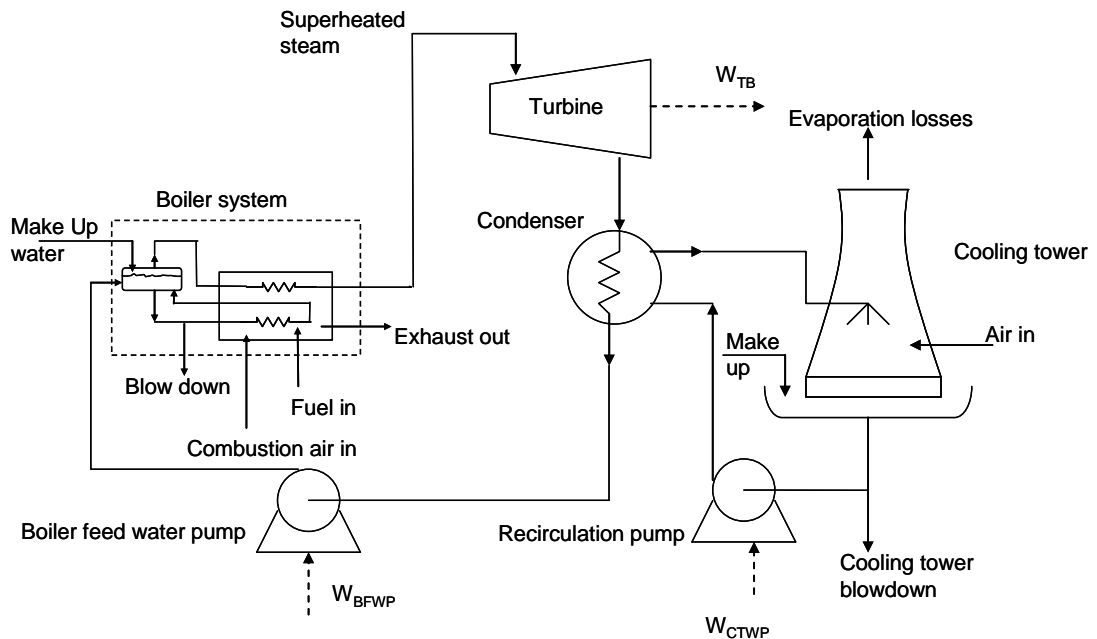 Superheated
steam
W_TB
Turbine
Evaporation losses
Boiler system
Make Up
water
Condenser
Cooling tower
Exhaust out
Make
up
Air in
Blow down
Fuel in
Combustion air in
Boiler feed water pump
Recirculation pump
Cooling tower
blowdown
W_BFWP
W_CTWP